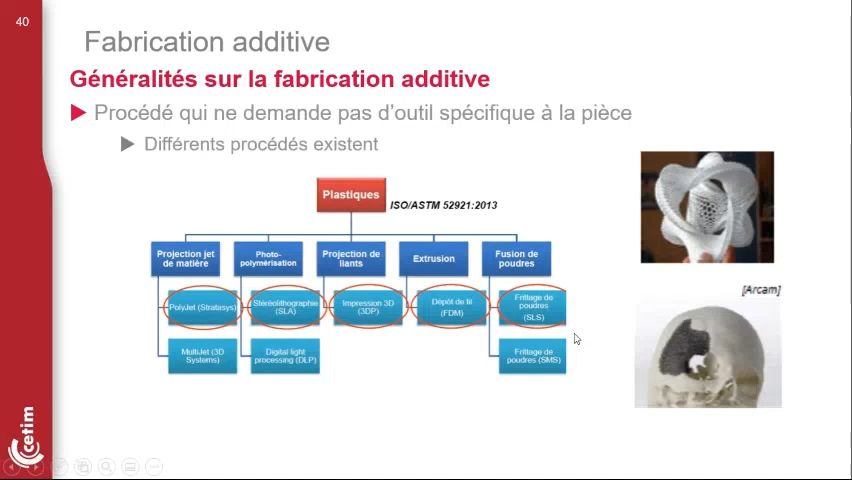 40
Fabrication additive
Généralités sur la fabrication additive
Procédé qui ne demande pas d'outil spécifique à la pièce
Différents procédés existent
Plastiques
ISO/ASTM 52921:2013
Projection jet
de matière
Photo-
polymérisation
Projection de
liants
Extrusion
Fusion de
poudres
PolyJet (Stratasys)
Stéréolithographie
(SLA)
Impression 3D
(3DP)
Dépôt de fil
(FDM)
Frittage de
poudres
(SLS)
MultiJet (3D
Systems)
Digital light
processing (DLP)
Frittage de
poudres (SMS)
[Arcam]
cetim